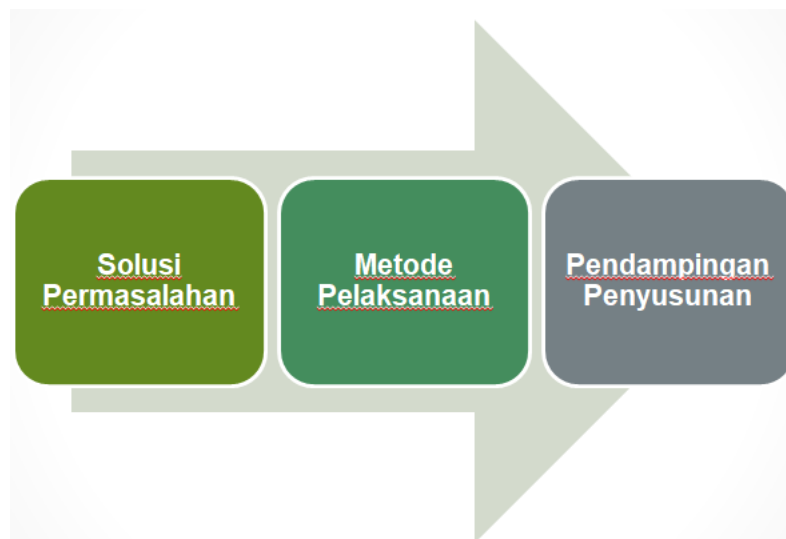 Solusi
Permasalahan
Metode
Pelaksanaan
Pendampingan
Penyusunan